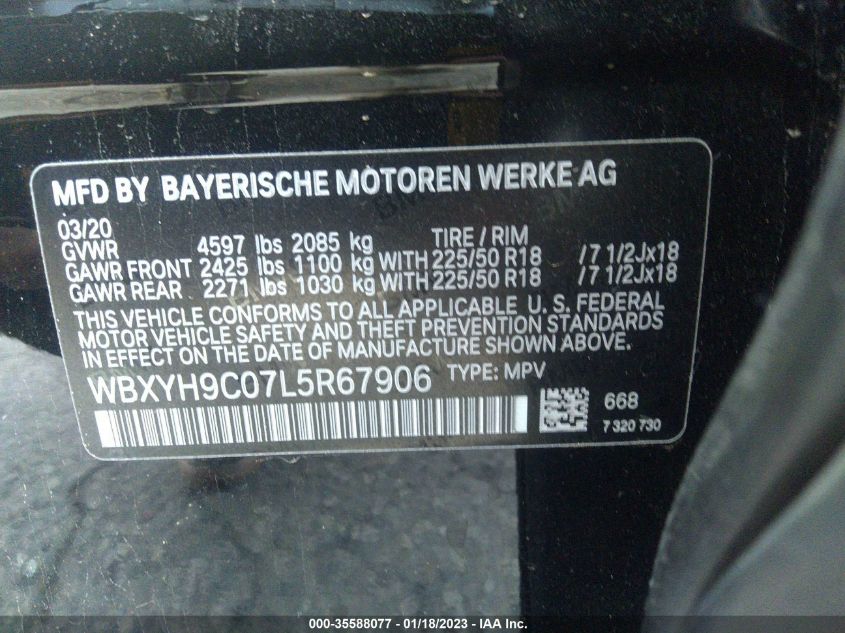 MFD BY BAYERISCHE MOTOREN WERKE AG
03/20 TIRE / RIM
GVWR 4597 lbs 2085 kg
GAWR FRONT 2425 lbs 1100 kg WITH 225/50 R18 /7 1/2Jx18
GAWR REAR 2271 lbs 1030 kg WITH 225/50 R18 /7 1/2Jx18
THIS VEHICLE CONFORMS TO ALL APPLICABLE U. S. FEDERAL
MOTOR VEHICLE SAFETY AND THEFT PREVENTION STANDARDS
IN EFFECT ON THE DATE OF MANUFACTURE SHOWN ABOVE.
WBXYH9C07L5R67906 TYPE: MPV
668
7 320 730
000-35588077 - 01/18/2023 - IAA Inc.